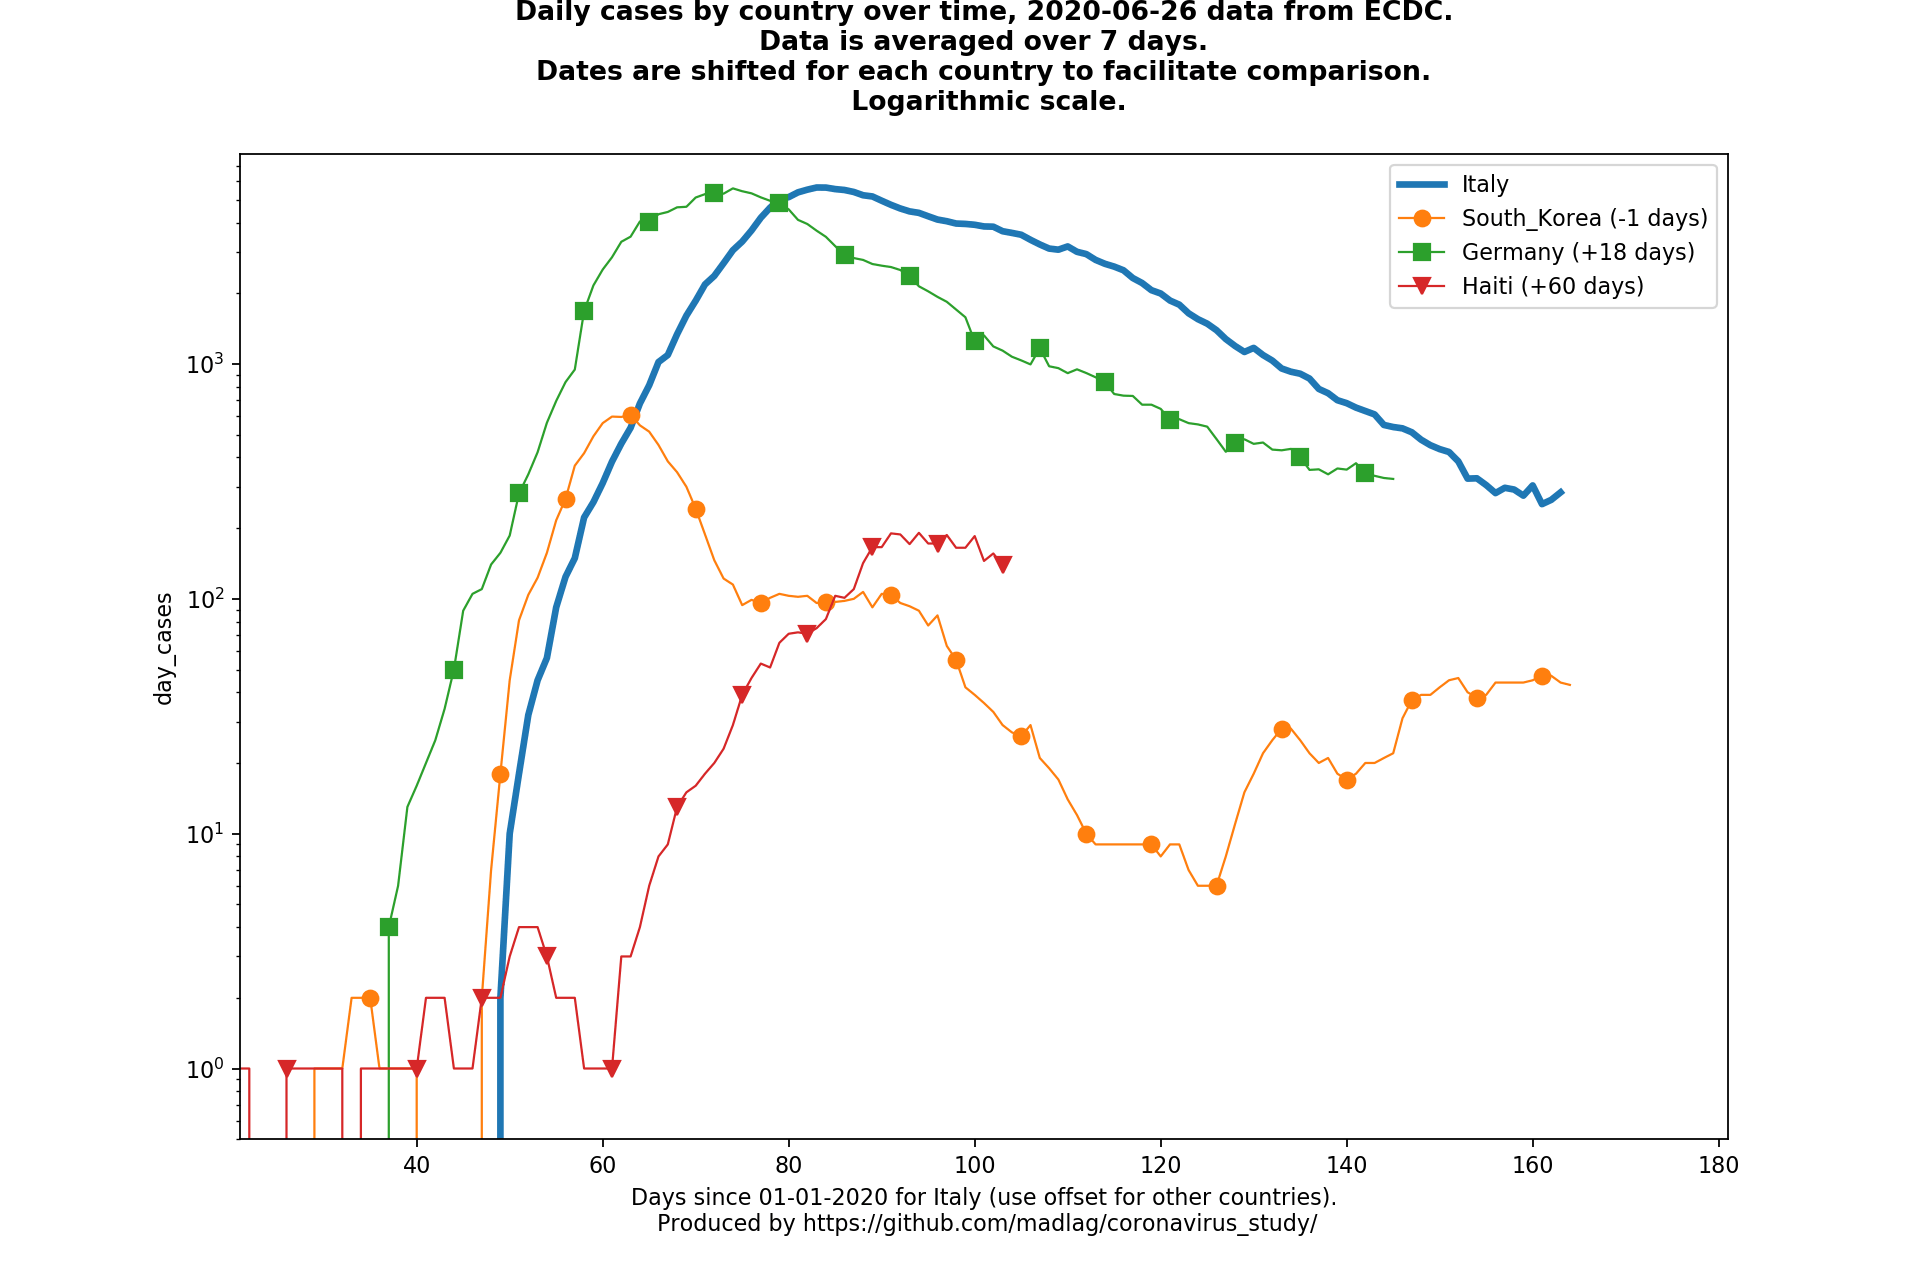 Daily cases by country over time, 2020-06-26 data from ECDC.
Data is averaged over 7 days.
Dates are shifted for each country to facilitate comparison.
Logarithmic scale.
Italy
South_Korea (-1 days)
Germany (+18 days)
Haiti (+60 days)
day_cases
10³
10²
10¹
10⁰
40 60 80 100 120 140 160 180
Days since 01-01-2020 for Italy (use offset for other countries).
Produced by https://github.com/madlag/coronavirus_study/